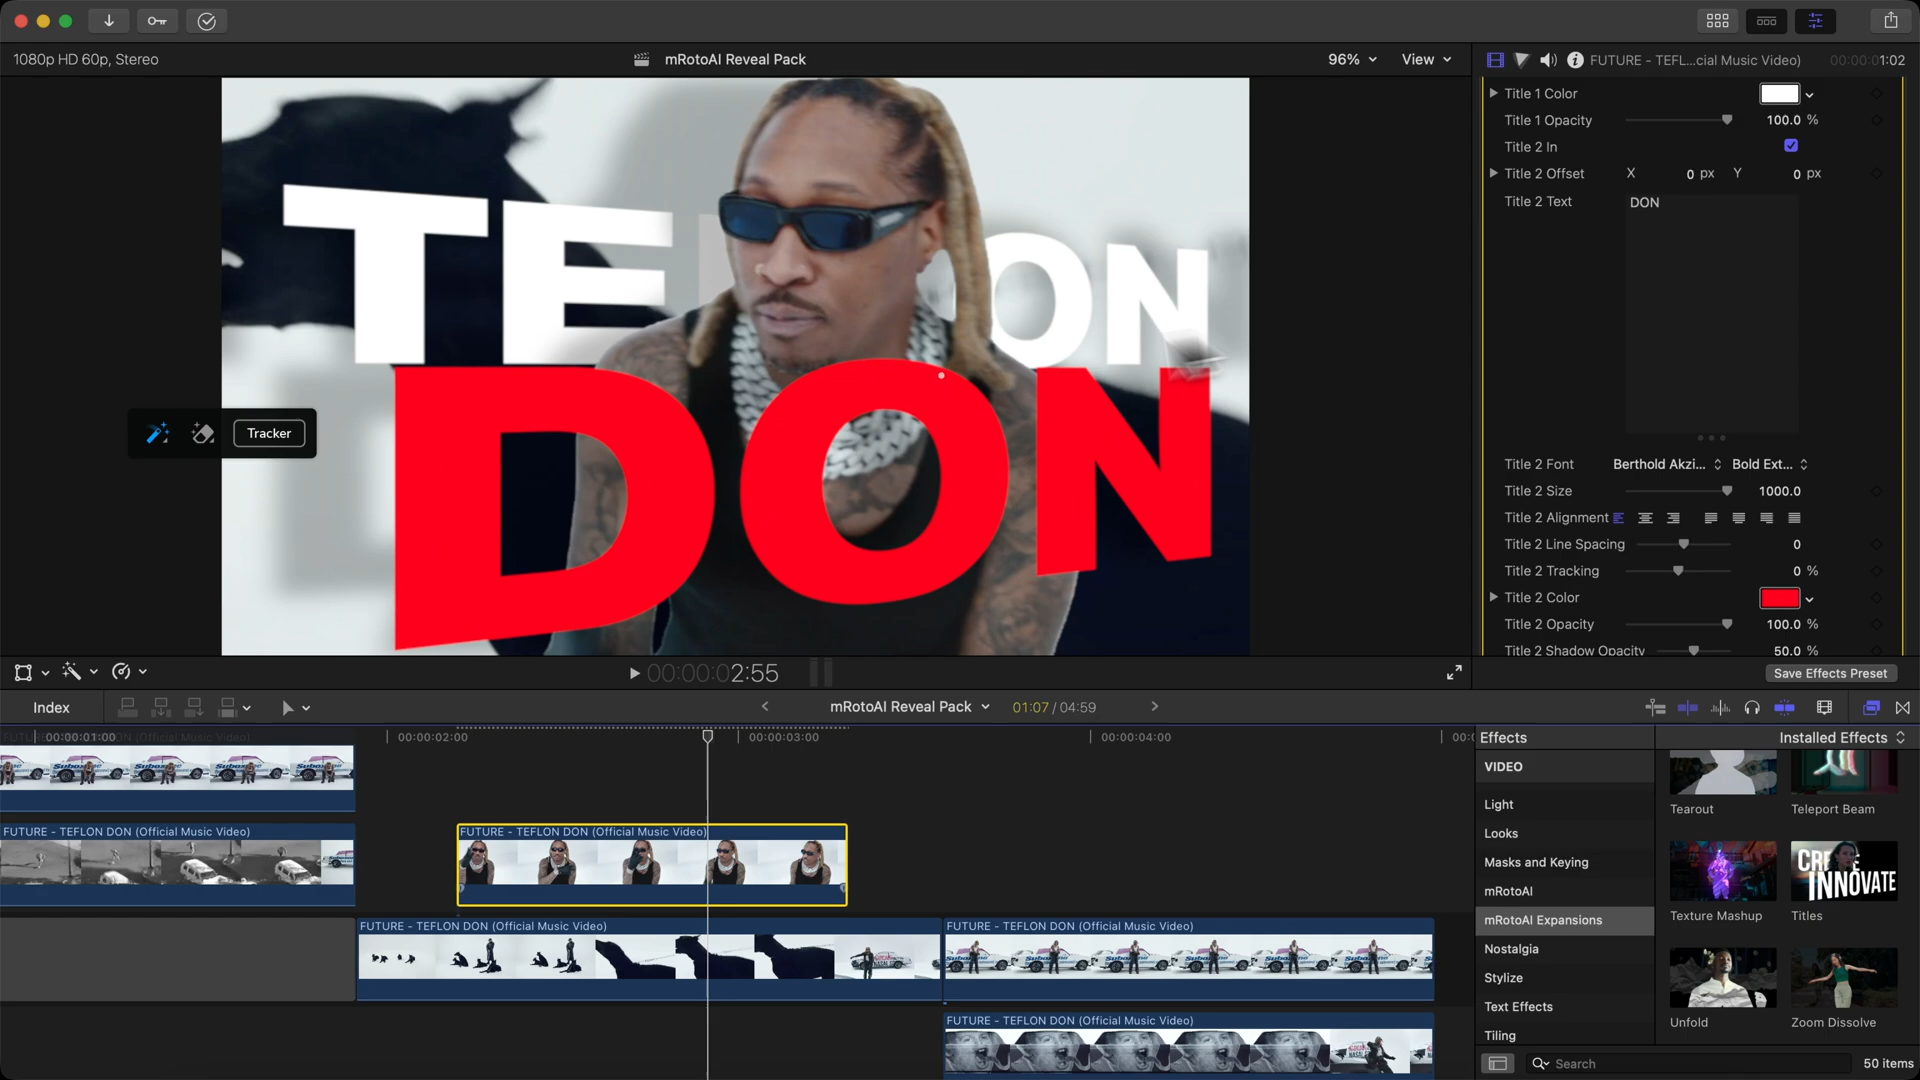 1080p HD 60p, Stereo
mRotoAI Reveal Pack
96%
View
FUTURE - TEFL...cial Music Video)
00:00:01:02
TE
ON
DON
Tracker
Title 1 Color
Title 1 Opacity
100.0 %
Title 2 In
Title 2 Offset
X
0 px
Y
0 px
Title 2 Text
DON
Title 2 Font
Berthold Akzi...
Bold Ext...
Title 2 Size
1000.0
Title 2 Alignment
Title 2 Line Spacing
0
Title 2 Tracking
0 %
Title 2 Color
Title 2 Opacity
100.0 %
Title 2 Shadow Opacity
50.0 %
00:00:02:55
Save Effects Preset
Index
mRotoAI Reveal Pack
01:07 / 04:59
00:00:01:00
00:00:02:00
00:00:03:00
00:00:04:00
00:0
FUTURE - TEFLON DON (Official Music Video)
FUTURE - TEFLON DON (Official Music Video)
FUTURE - TEFLON DON (Official Music Video)
FUTURE - TEFLON DON (Official Music Video)
FUTURE - TEFLON DON (Official Music Video)
Effects
Installed Effects
VIDEO
Light
Looks
Masks and Keying
mRotoAI
mRotoAI Expansions
Nostalgia
Stylize
Text Effects
Tiling
Tearout
Teleport Beam
INNOVATE
Texture Mashup
Titles
Unfold
Zoom Dissolve
Search
50 items